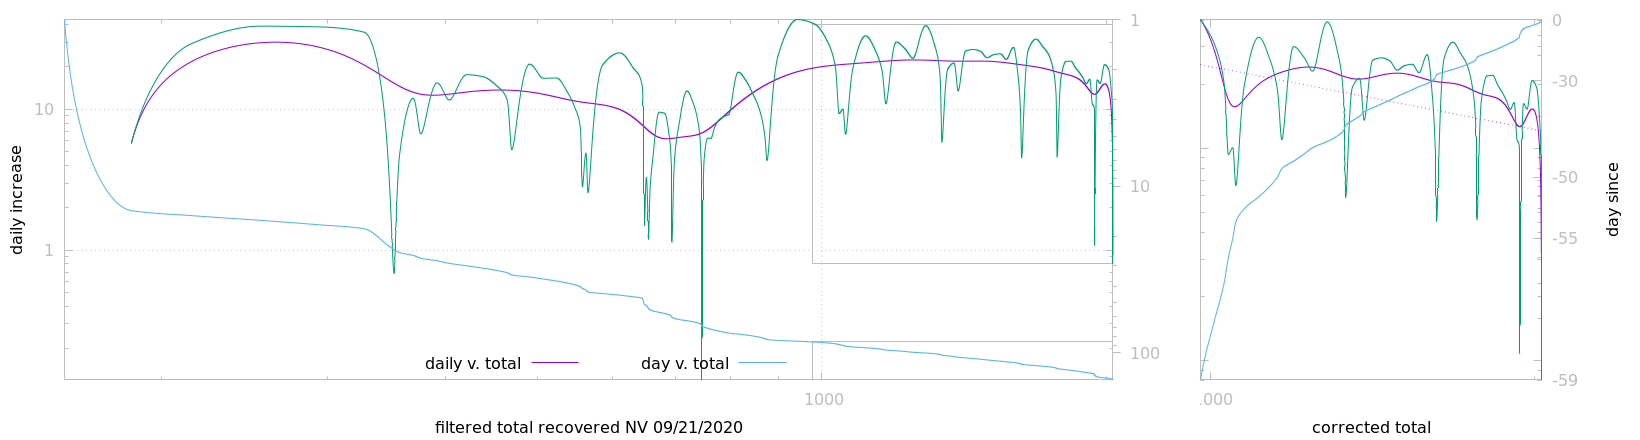 daily increase
10
1
daily v. total
day v. total
1
10
100
1000
filtered total recovered NV 09/21/2020
0
-30
-50
-55
-59
day since
.000
corrected total